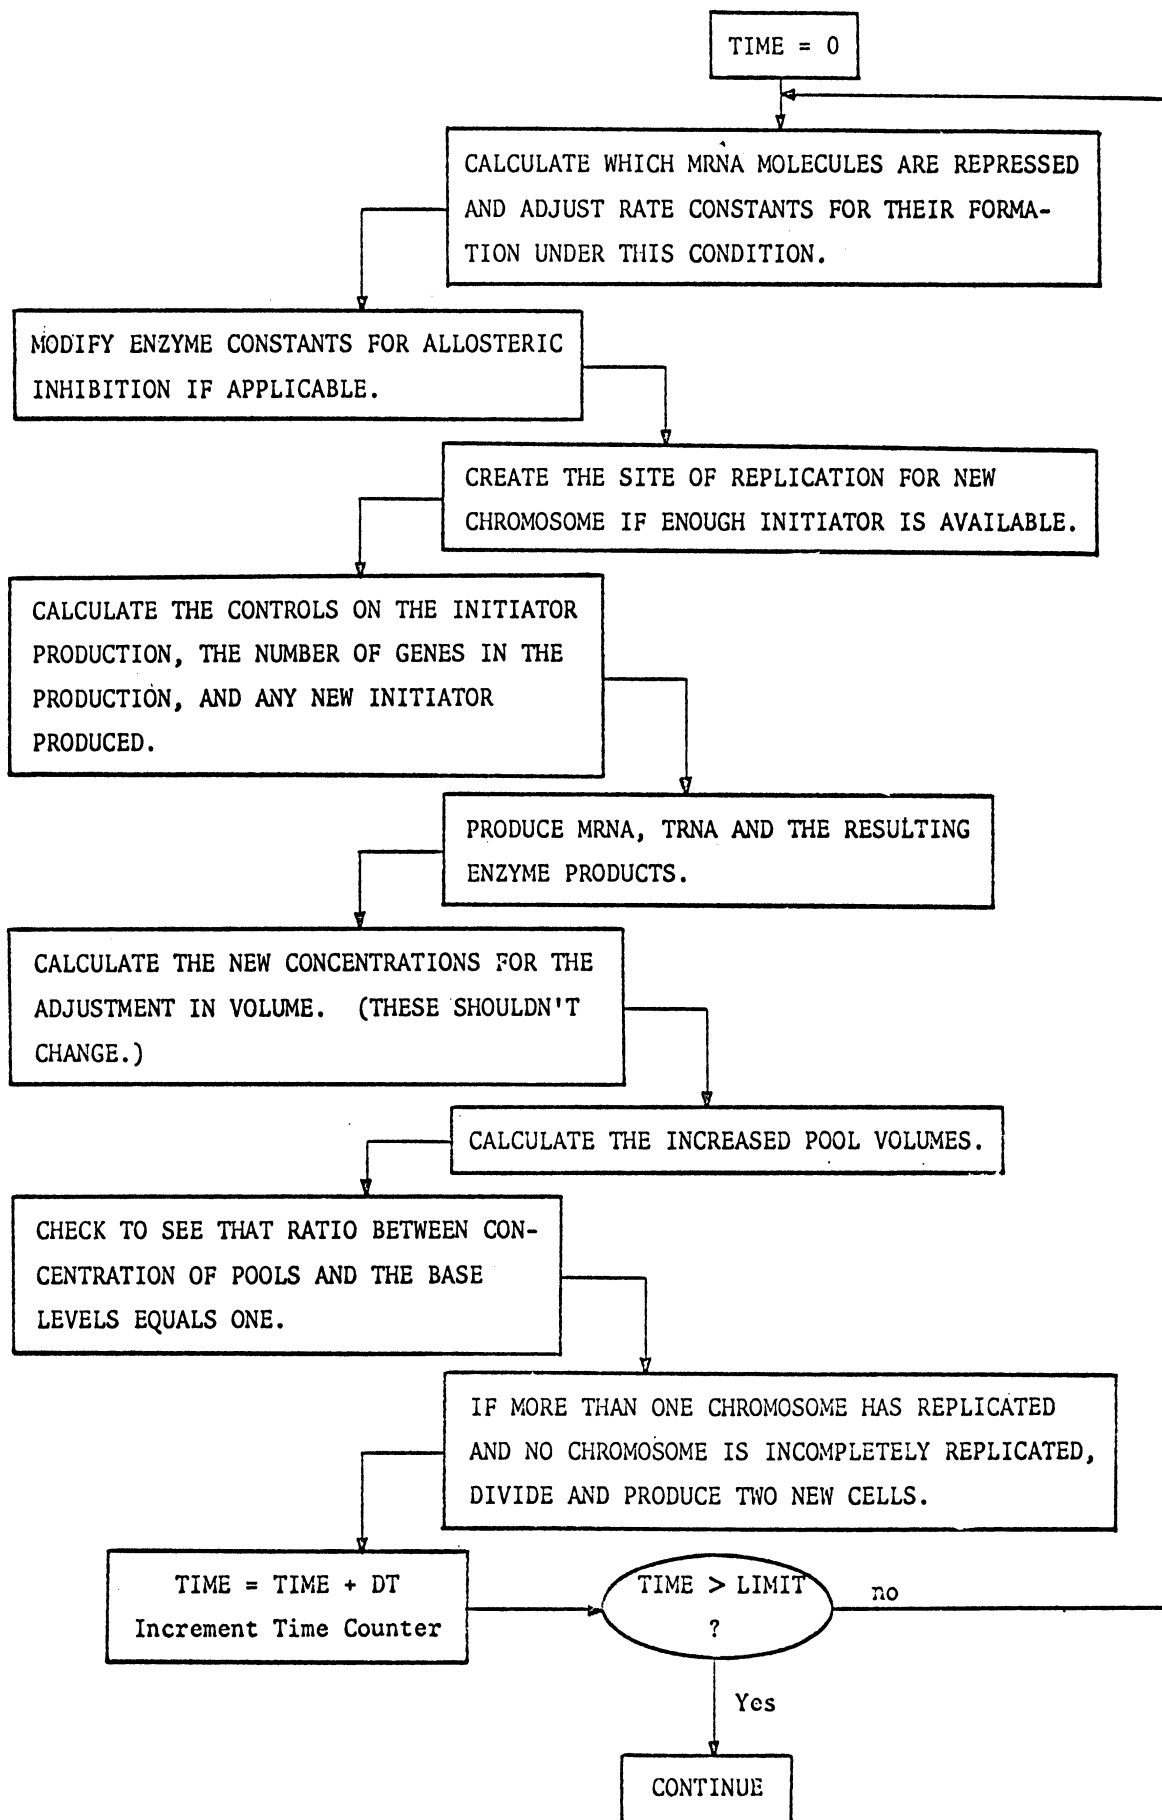 TIME = 0
CALCULATE WHICH MRNA MOLECULES ARE REPRESSED
AND ADJUST RATE CONSTANTS FOR THEIR FORMA-
TION UNDER THIS CONDITION.
MODIFY ENZYME CONSTANTS FOR ALLOSTERIC
INHIBITION IF APPLICABLE.
CREATE THE SITE OF REPLICATION FOR NEW
CHROMOSOME IF ENOUGH INITIATOR IS AVAILABLE.
CALCULATE THE CONTROLS ON THE INITIATOR
PRODUCTION, THE NUMBER OF GENES IN THE
PRODUCTION, AND ANY NEW INITIATOR
PRODUCED.
PRODUCE MRNA, TRNA AND THE RESULTING
ENZYME PRODUCTS.
CALCULATE THE NEW CONCENTRATIONS FOR THE
ADJUSTMENT IN VOLUME. (THESE SHOULDN'T
CHANGE.)
CALCULATE THE INCREASED POOL VOLUMES.
CHECK TO SEE THAT RATIO BETWEEN CON-
CENTRATION OF POOLS AND THE BASE
LEVELS EQUALS ONE.
IF MORE THAN ONE CHROMOSOME HAS REPLICATED
AND NO CHROMOSOME IS INCOMPLETELY REPLICATED,
DIVIDE AND PRODUCE TWO NEW CELLS.
TIME = TIME + DT
Increment Time Counter
TIME > LIMIT
?
no
Yes
CONTINUE